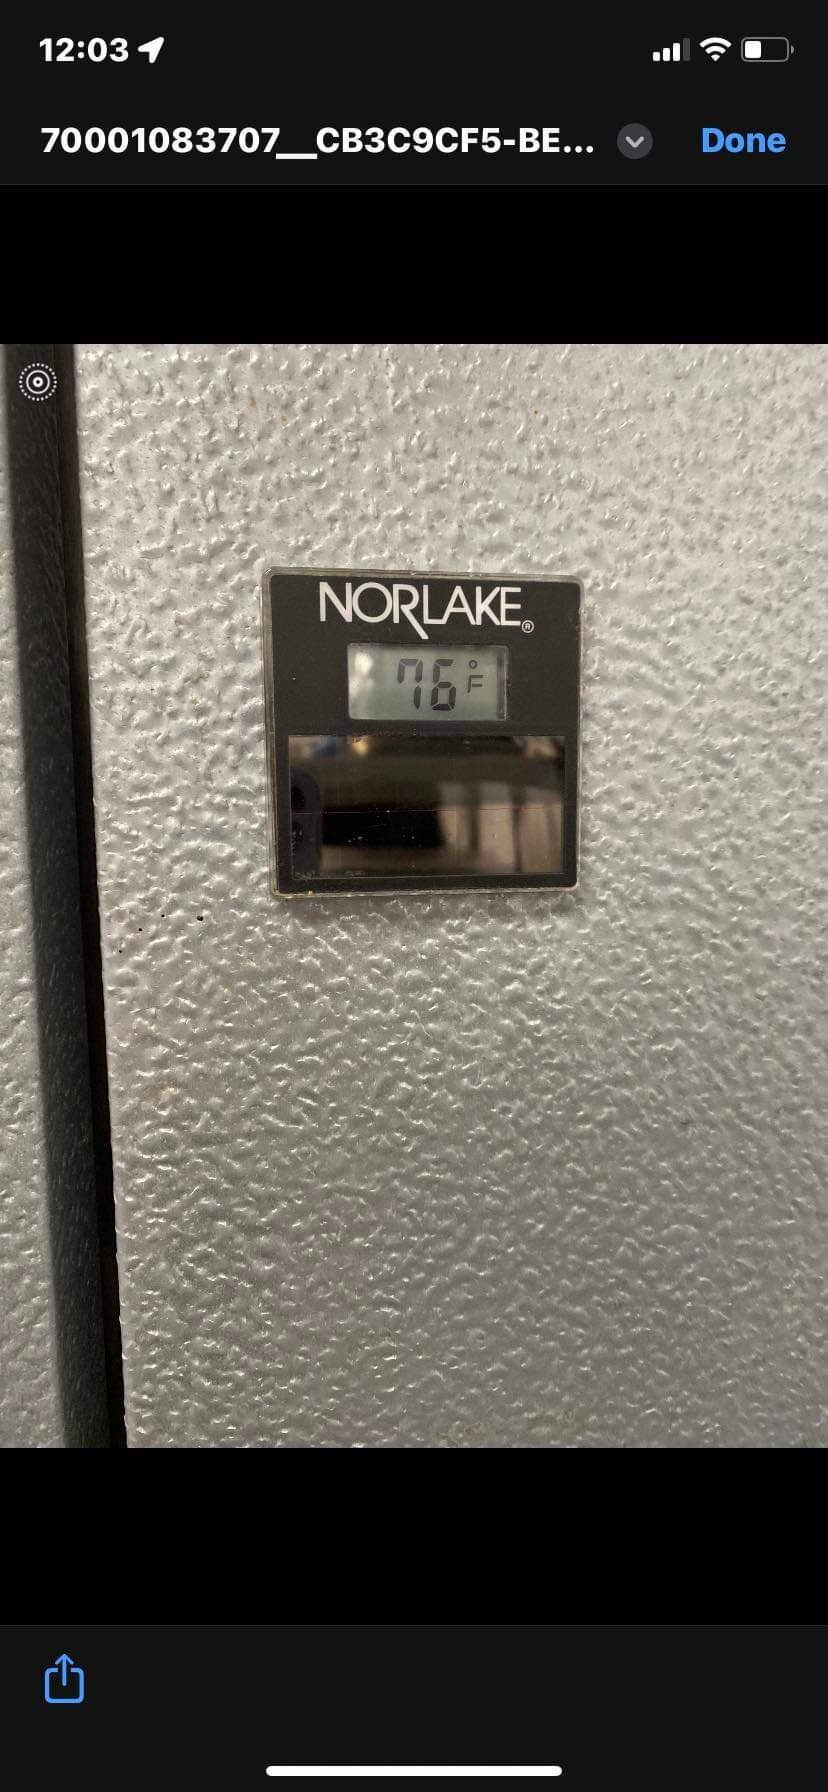 12:03
70001083707__CB3C9CF5-BE...
Done
NORLAKE®
76°F